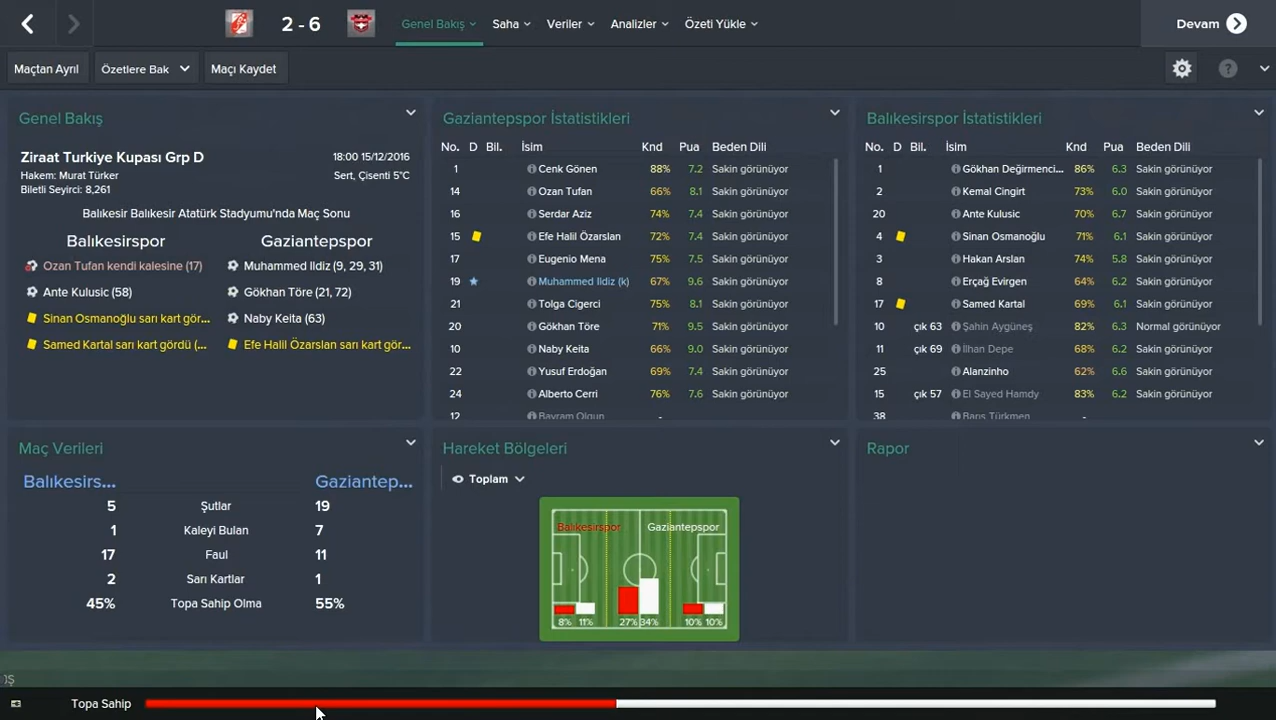 2 - 6
Genel Bakış
Saha
Veriler
Analizler
Özeti Yükle
Devam
Maçtan Ayrıl
Özetlere Bak
Maçı Kaydet
?
Genel Bakış
Ziraat Turkiye Kupası Grp D 18:00 15/12/2016
Hakem: Murat Türker Sert, Çisenti 5°C
Biletli Seyirci: 8,261
Balıkesir Balıkesir Atatürk Stadyumu'nda Maç Sonu
Balıkesirspor Gaziantepspor
Ozan Tufan kendi kalesine (17) Muhammed Ildiz (9, 29, 31)
Ante Kulusic (58) Gökhan Töre (21, 72)
Sinan Osmanoğlu sarı kart gör... Naby Keita (63)
Samed Kartal sarı kart gördü (... Efe Halil Özarslan sarı kart gör...
Gaziantepspor İstatistikleri
No. D Bil. İsim Knd Pua Beden Dili
1 Cenk Gönen 88% 7.2 Sakin görünüyor
14 Ozan Tufan 66% 8.1 Sakin görünüyor
16 Serdar Aziz 74% 7.4 Sakin görünüyor
15 Efe Halil Özarslan 72% 7.4 Sakin görünüyor
17 Eugenio Mena 75% 7.5 Sakin görünüyor
19 Muhammed Ildiz (k) 67% 9.6 Sakin görünüyor
21 Tolga Cigerci 75% 8.1 Sakin görünüyor
20 Gökhan Töre 71% 9.5 Sakin görünüyor
10 Naby Keita 66% 9.0 Sakin görünüyor
22 Yusuf Erdoğan 69% 7.4 Sakin görünüyor
24 Alberto Cerri 76% 7.6 Sakin görünüyor
12 Bayram Olgun -
Balıkesirspor İstatistikleri
No. D Bil. İsim Knd Pua Beden Dili
1 Gökhan Değirmenci... 86% 6.3 Sakin görünüyor
2 Kemal Cingirt 73% 6.0 Sakin görünüyor
20 Ante Kulusic 70% 6.7 Sakin görünüyor
4 Sinan Osmanoğlu 71% 6.1 Sakin görünüyor
3 Hakan Arslan 74% 5.8 Sakin görünüyor
8 Erçağ Evirgen 64% 6.2 Sakin görünüyor
17 Samed Kartal 69% 6.1 Sakin görünüyor
10 çık 63 Şahin Aygüneş 82% 6.3 Normal görünüyor
11 çık 69 İlhan Depe 68% 6.2 Sakin görünüyor
25 Alanzinho 62% 6.6 Sakin görünüyor
15 çık 57 El Sayed Hamdy 83% 6.2 Sakin görünüyor
38 Barış Türkmen -
Maç Verileri
Balıkesirs... Gaziantep...
5 Şutlar 19
1 Kaleyi Bulan 7
17 Faul 11
2 Sarı Kartlar 1
45% Topa Sahip Olma 55%
Hareket Bölgeleri
Toplam
Balıkesirspor Gaziantepspor
8% 11% 27% 34% 10% 10%
Rapor
Topa Sahip